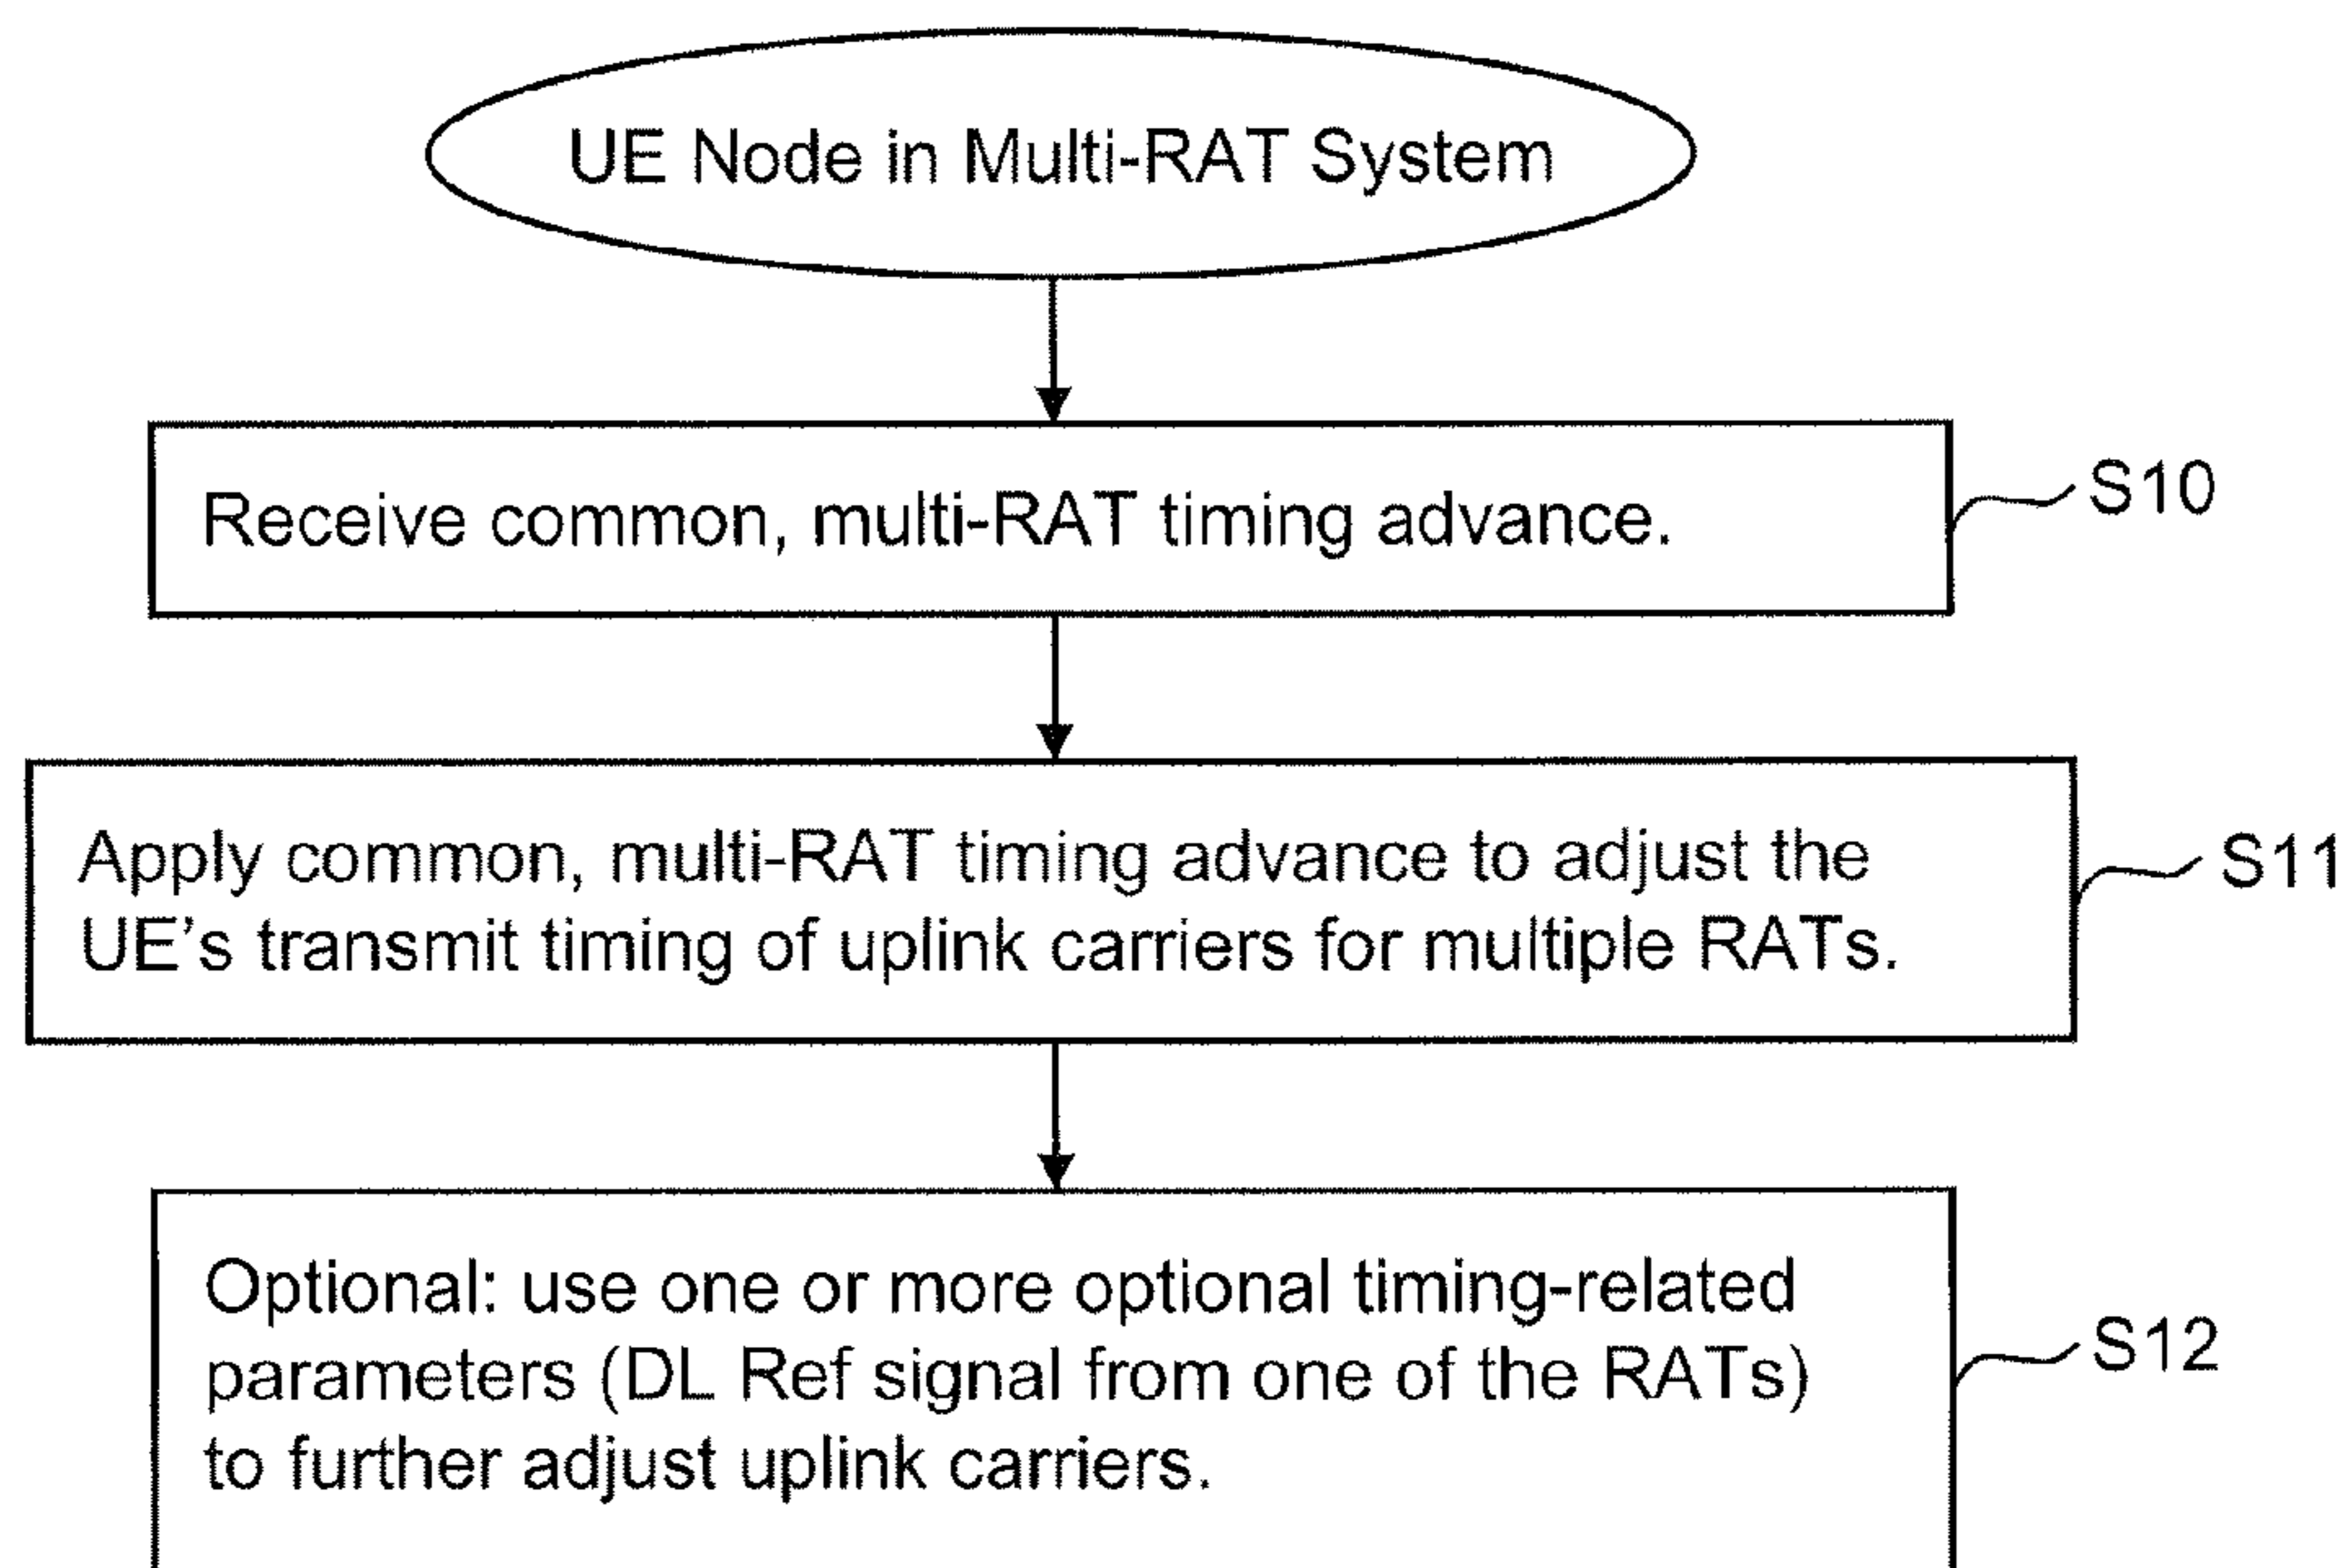 UE Node in Multi-RAT System
Receive common, multi-RAT timing advance.
S10
Apply common, multi-RAT timing advance to adjust the
UE's transmit timing of uplink carriers for multiple RATs.
S11
Optional: use one or more optional timing-related
parameters (DL Ref signal from one of the RATs)
to further adjust uplink carriers.
S12